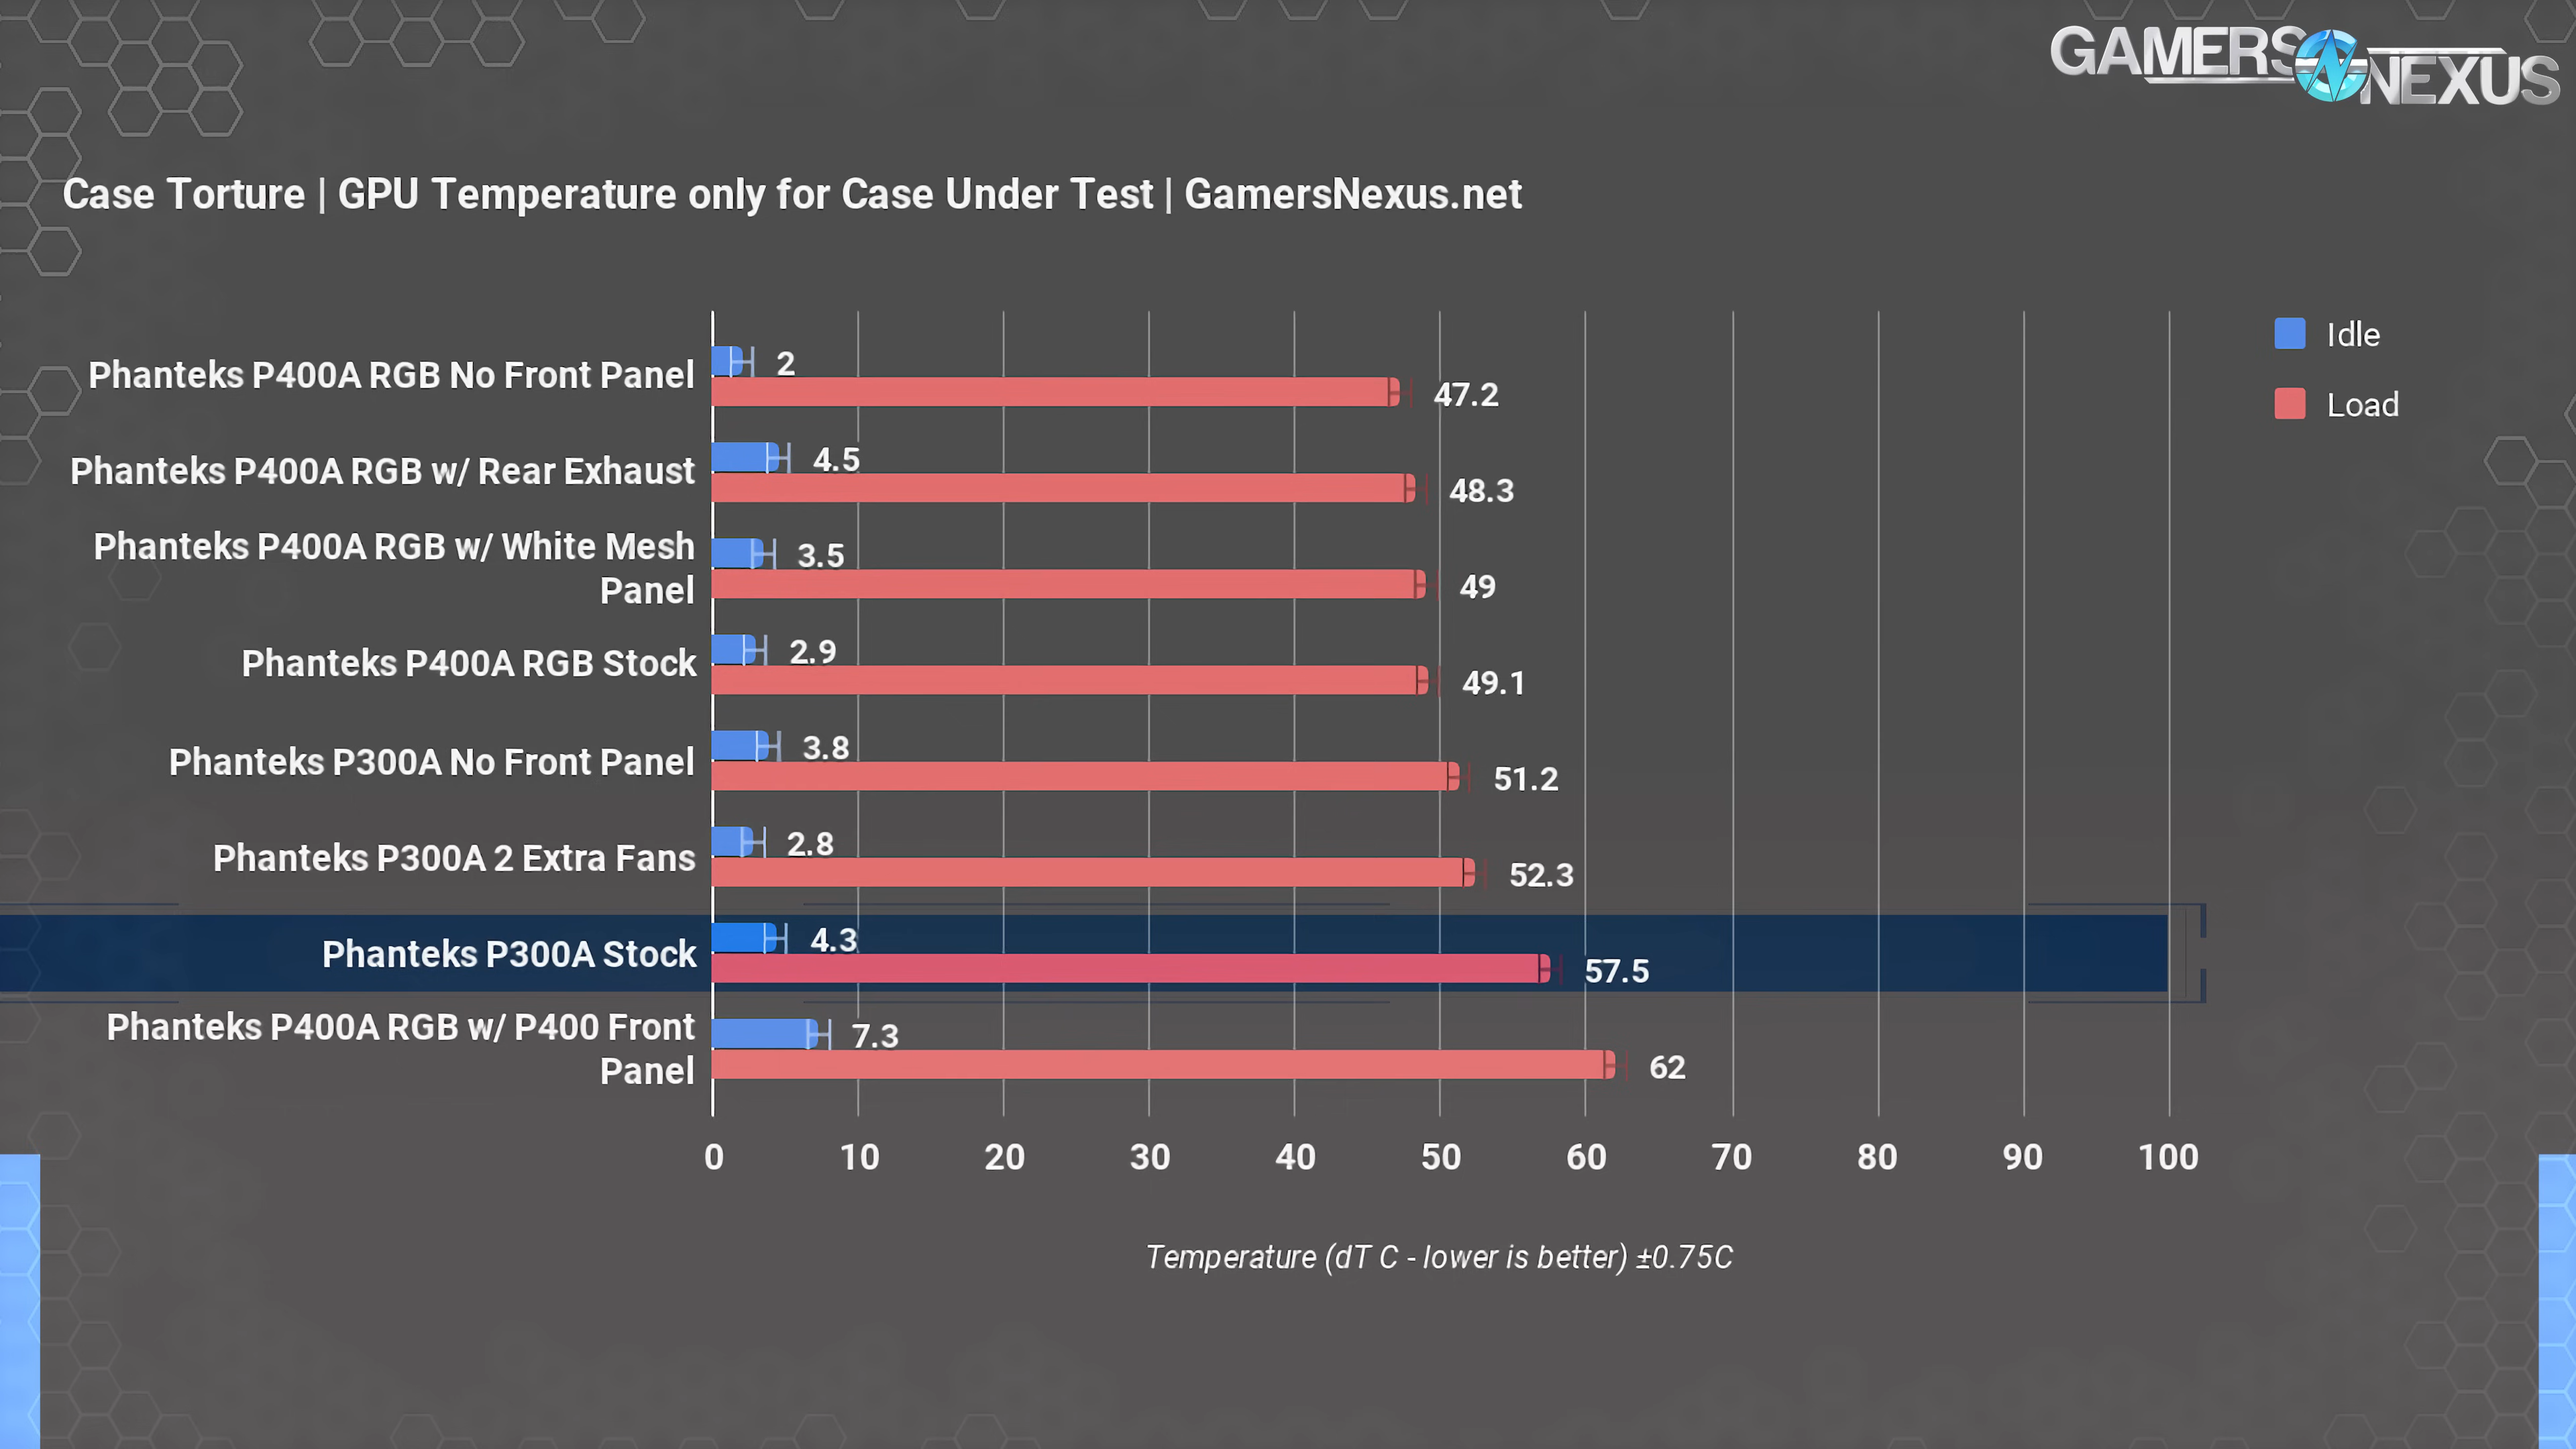 GAMERS NEXUS
Case Torture | GPU Temperature only for Case Under Test | GamersNexus.net
Idle
Load
Phanteks P400A RGB No Front Panel
2
47.2
Phanteks P400A RGB w/ Rear Exhaust
4.5
48.3
Phanteks P400A RGB w/ White Mesh
Panel
3.5
49
Phanteks P400A RGB Stock
2.9
49.1
Phanteks P300A No Front Panel
3.8
51.2
Phanteks P300A 2 Extra Fans
2.8
52.3
Phanteks P300A Stock
4.3
57.5
Phanteks P400A RGB w/ P400 Front
Panel
7.3
62
0 10 20 30 40 50 60 70 80 90 100
Temperature (dT C - lower is better) ±0.75C